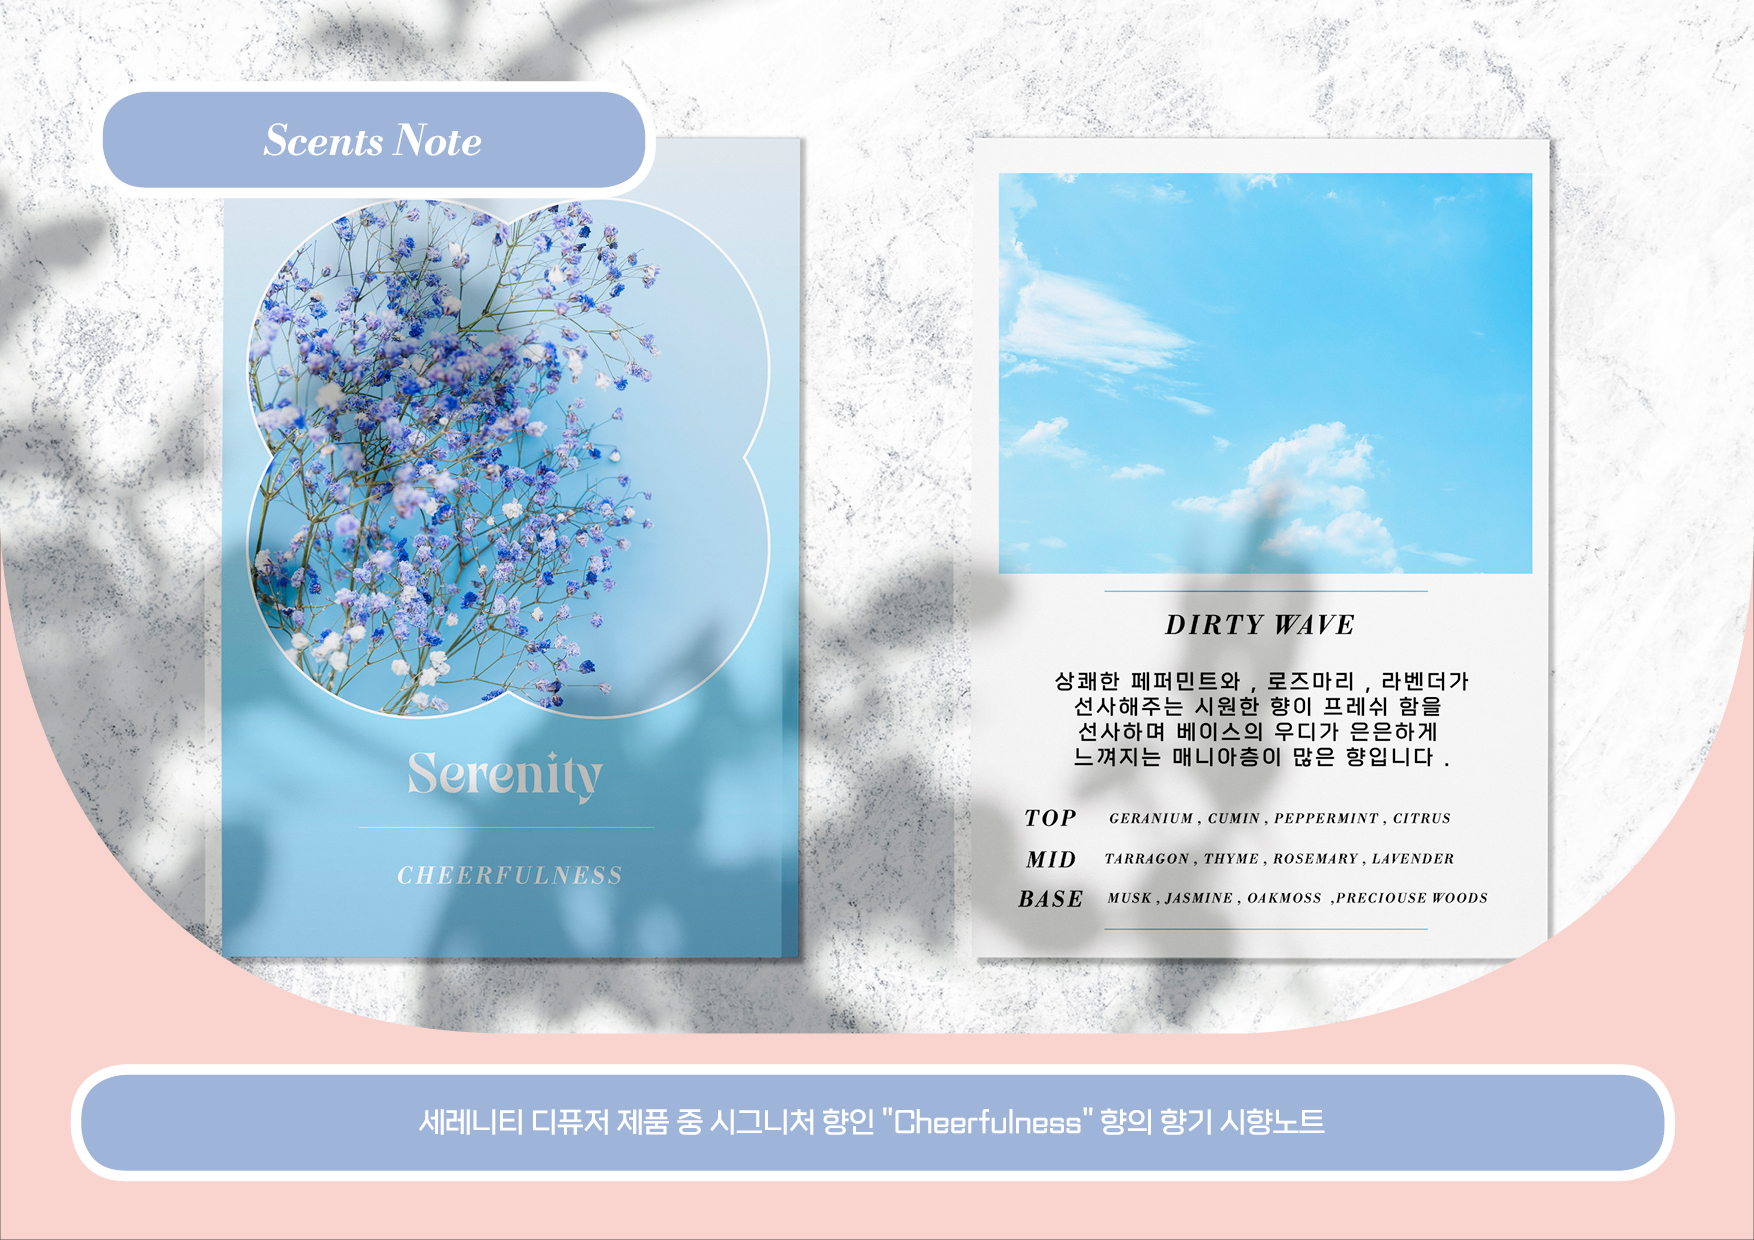 Scents Note
Serenity
CHEERFULNESS
DIRTY WAVE
상쾌한 페퍼민트와 , 로즈마리 , 라벤더가
선사해주는 시원한 향이 프레쉬 함을
선사하며 베이스의 우디가 은은하게
느껴지는 매니아층이 많은 향입니다 .
TOP GERANIUM , CUMIN , PEPPERMINT , CITRUS
MID TARRAGON , THYME , ROSEMARY , LAVENDER
BASE MUSK , JASMINE , OAKMOSS ,PRECIOUSE WOODS
세레니티 디퓨저 제품 중 시그니처 향인 "Cheerfulness" 향의 향기 시향노트